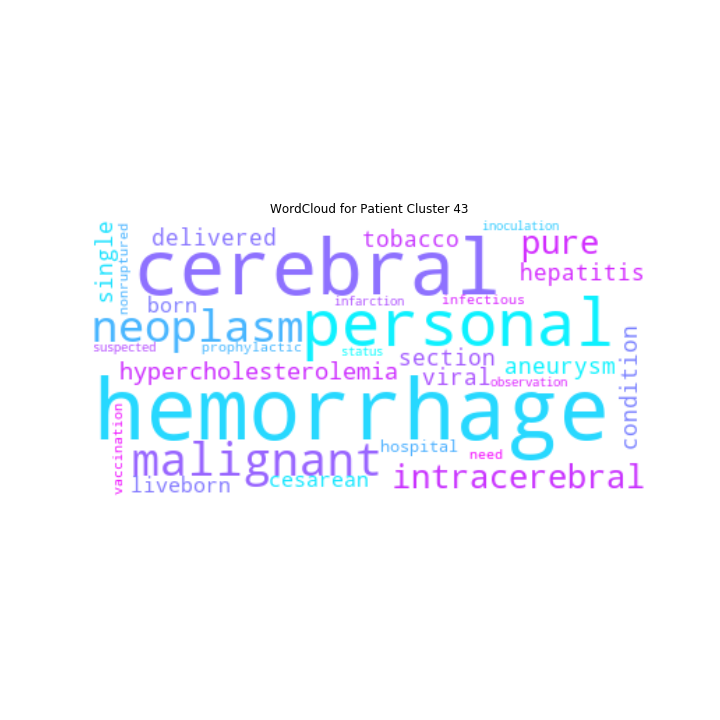 WordCloud for Patient Cluster 43
inoculation
single
nonruptured
delivered
tobacco
pure
cerebral
hepatitis
born
infarction
infectious
neoplasm
personal
suspected
prophylactic
status
section
aneurysm
condition
hypercholesterolemia
viral
observation
hemorrhage
vaccination
malignant
hospital
need
liveborn
cesarean
intracerebral